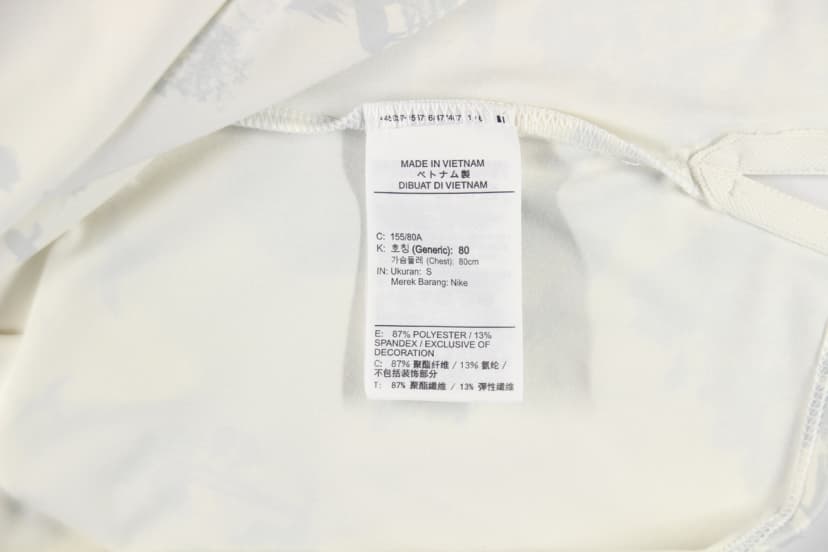 MADE IN VIETNAM
ベトナム製
DIBUAT DI VIETNAM
C: 155/80A
K: 호칭 (Generic): 80
가슴둘레 (Chest): 80cm
IN: Ukuran: S
Merek Barang: Nike
E: 87% POLYESTER / 13%
SPANDEX / EXCLUSIVE OF
DECORATION
C: 87% 聚酯纤维 / 13% 氨纶 /
不包括装饰部分
T: 87% 聚酯纖維 / 13% 彈性纖維